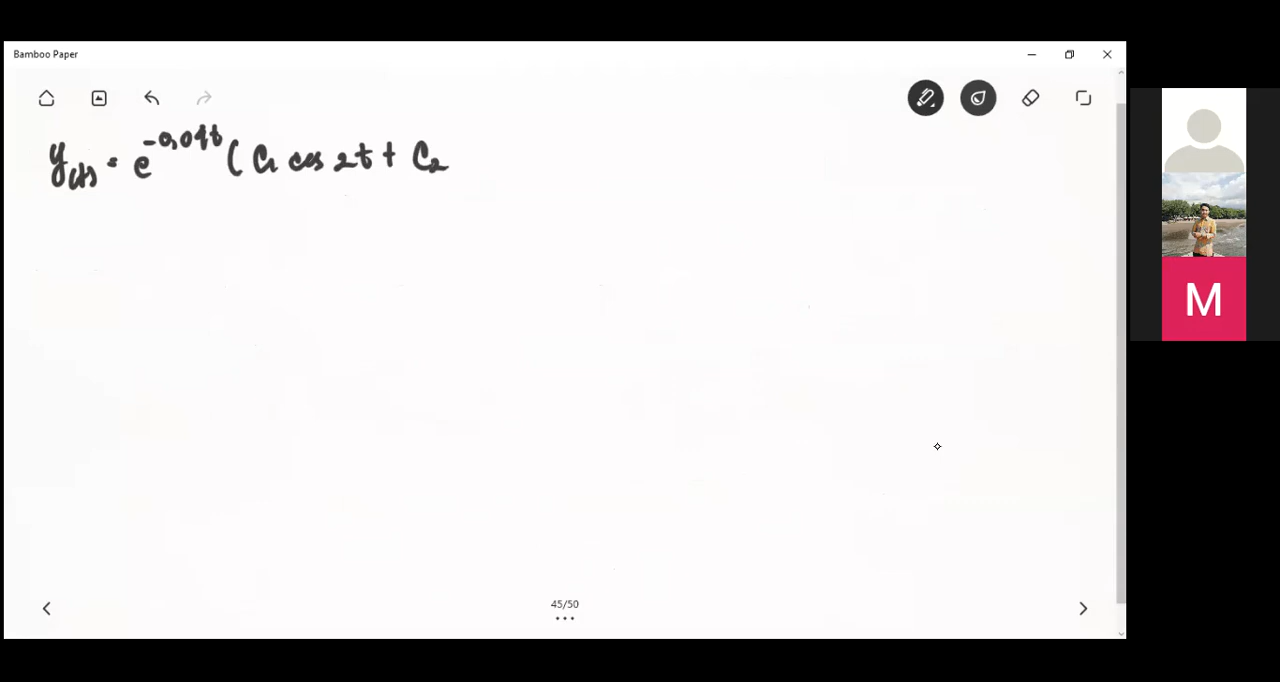 Bamboo Paper
y(t) = e^-0,04t (C1 cos 2t + C2
M
45/50